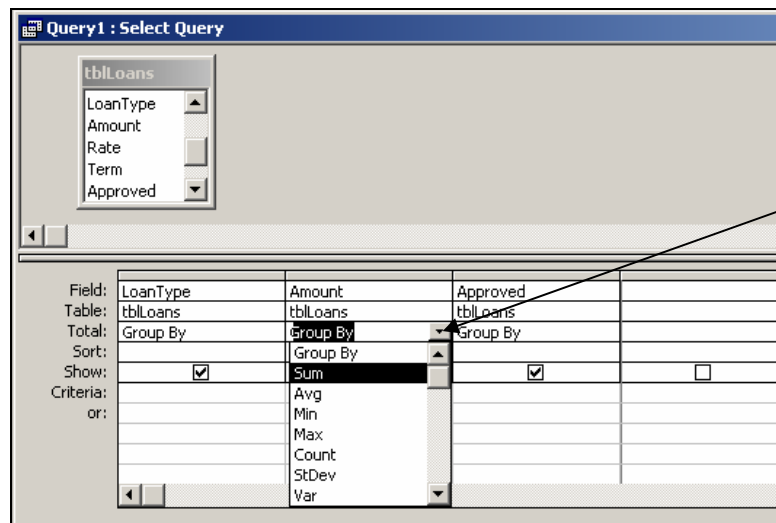 Query1 : Select Query
tblLoans
LoanType
Amount
Rate
Term
Approved
Field: LoanType Amount Approved
Table: tblLoans tblLoans tblLoans
Total: Group By Group By Group By
Sort: Group By
Show: Sum
Criteria: Avg
or: Min
Max
Count
StDev
Var